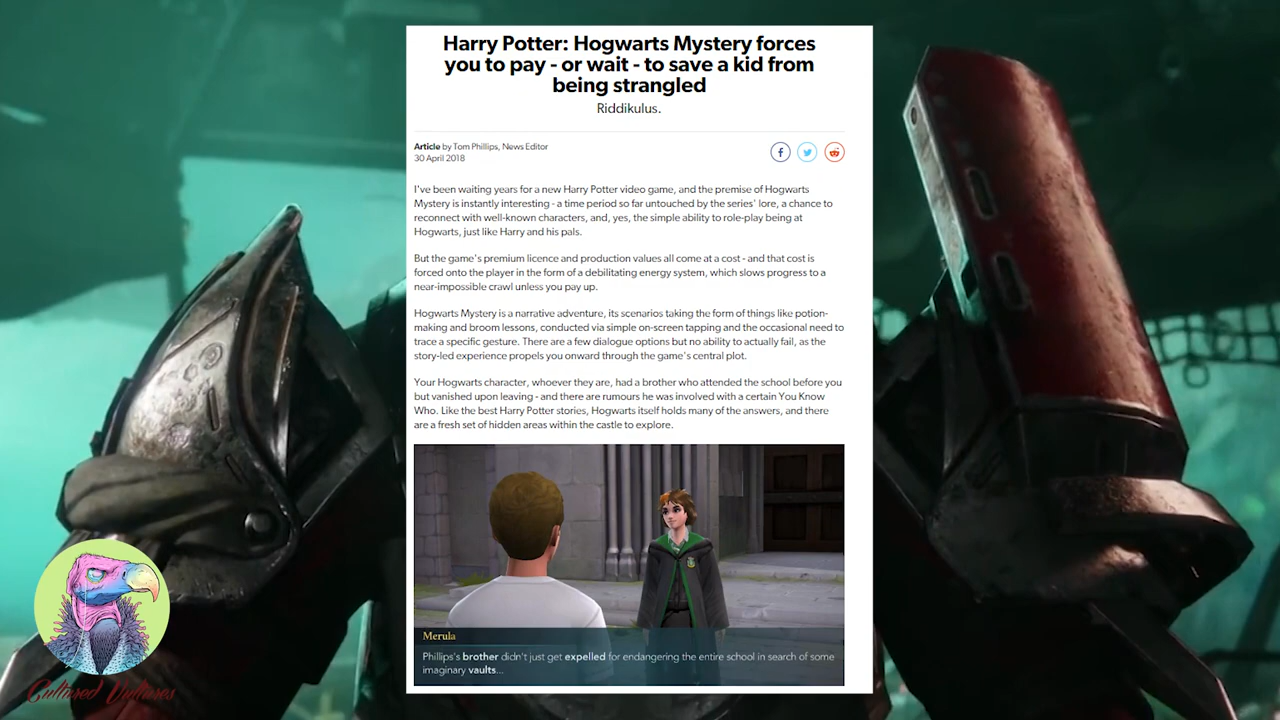 Harry Potter: Hogwarts Mystery forces
you to pay - or wait - to save a kid from
being strangled
Riddikulus.
Article by Tom Phillips, News Editor
30 April 2018
I've been waiting years for a new Harry Potter video game, and the premise of Hogwarts
Mystery is instantly interesting - a time period so far untouched by the series' lore, a chance to
reconnect with well-known characters, and, yes, the simple ability to role-play being at
Hogwarts, just like Harry and his pals.
But the game's premium licence and production values all come at a cost - and that cost is
forced onto the player in the form of a debilitating energy system, which slows progress to a
near-impossible crawl unless you pay up.
Hogwarts Mystery is a narrative adventure, its scenarios taking the form of things like potion-
making and broom lessons, conducted via simple on-screen tapping and the occasional need to
trace a specific gesture. There are a few dialogue options but no ability to actually fail, as the
story-led experience propels you onward through the game's central plot.
Your Hogwarts character, whoever they are, had a brother who attended the school before you
but vanished upon leaving - and there are rumours he was involved with a certain You Know
Who. Like the best Harry Potter stories, Hogwarts itself holds many of the answers, and there
are a fresh set of hidden areas within the castle to explore.
Merula
Phillips's brother didn't just get expelled for endangering the entire school in search of some
imaginary vaults...
Cultured Vultures